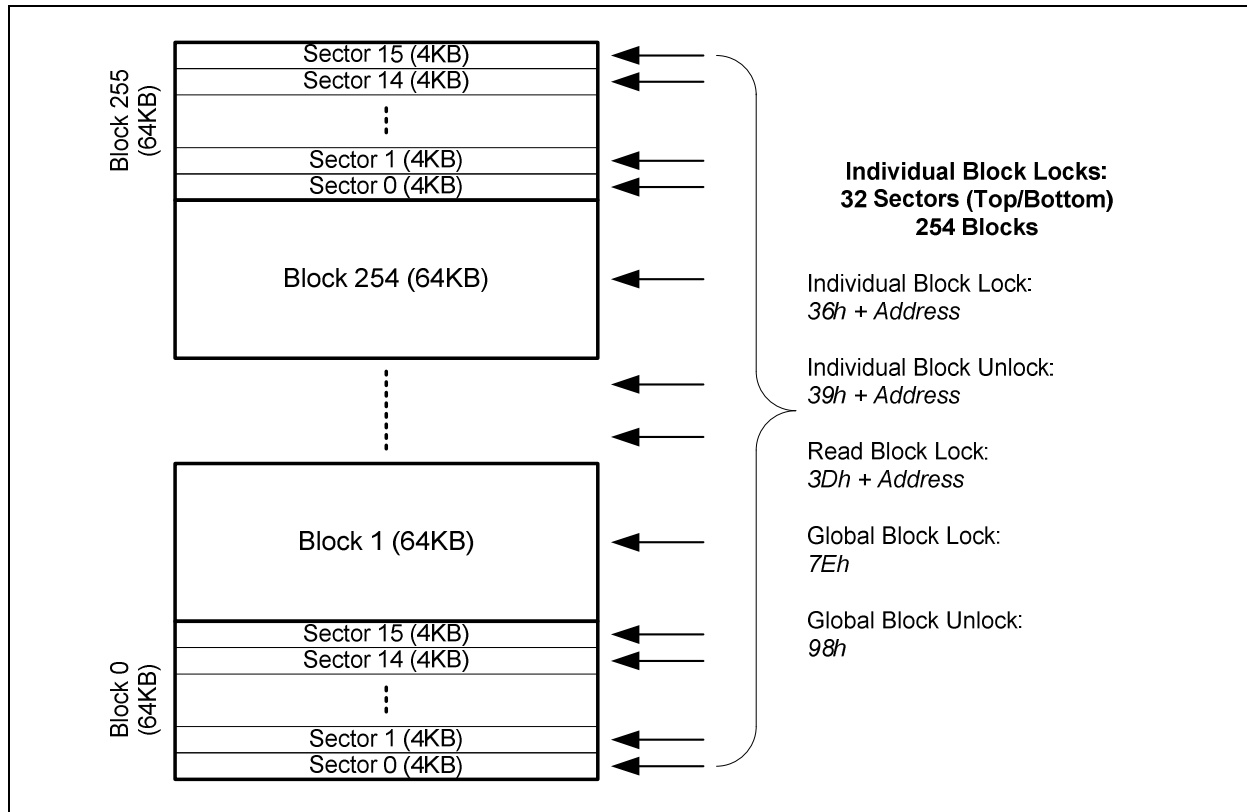 Block 255
(64KB)
Sector 15 (4KB)
Sector 14 (4KB)
Sector 1 (4KB)
Sector 0 (4KB)
Block 254 (64KB)
Block 1 (64KB)
Block 0
(64KB)
Sector 15 (4KB)
Sector 14 (4KB)
Sector 1 (4KB)
Sector 0 (4KB)
Individual Block Locks:
32 Sectors (Top/Bottom)
254 Blocks
Individual Block Lock:
36h + Address
Individual Block Unlock:
39h + Address
Read Block Lock:
3Dh + Address
Global Block Lock:
7Eh
Global Block Unlock:
98h